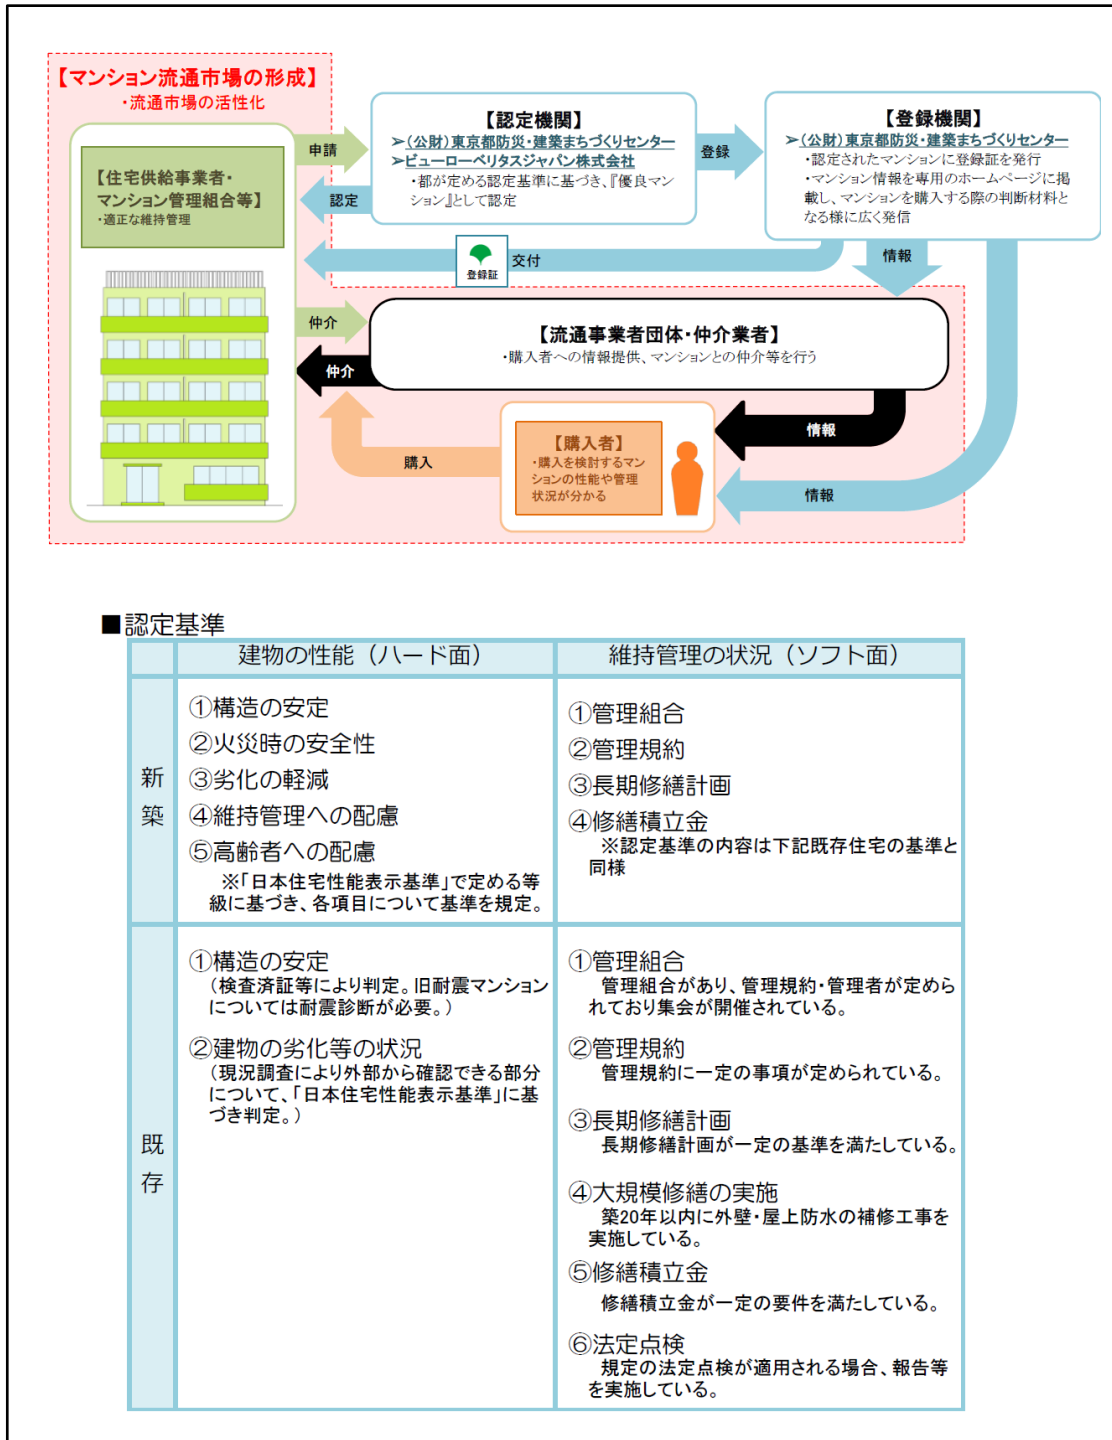 【マンション流通市場の形成】
・流通市場の活性化
【住宅供給事業者・
マンション管理組合等】
・適正な維持管理
申請
認定
【認定機関】
➢(公財)東京都防災・建築まちづくりセンター
➢ビューローベリタスジャパン株式会社
・都が定める認定基準に基づき、『優良マン
ション』として認定
登録
【登録機関】
➢(公財)東京都防災・建築まちづくりセンター
・認定されたマンションに登録証を発行
・マンション情報を専用のホームページに掲
載し、マンションを購入する際の判断材料と
なる様に広く発信
登録証
交付
情報
仲介
仲介
【流通事業者団体・仲介業者】
・購入者への情報提供、マンションとの仲介等を行う
購入
【購入者】
・購入を検討するマン
ションの性能や管理
状況が分かる
情報
情報
■認定基準
建物の性能（ハード面）
維持管理の状況（ソフト面）
新築
①構造の安定
②火災時の安全性
③劣化の軽減
④維持管理への配慮
⑤高齢者への配慮
※「日本住宅性能表示基準」で定める等
級に基づき、各項目について基準を規定。
①管理組合
②管理規約
③長期修繕計画
④修繕積立金
※認定基準の内容は下記既存住宅の基準と
同様
既存
①構造の安定
（検査済証等により判定。旧耐震マンション
については耐震診断が必要。）
②建物の劣化等の状況
（現況調査により外部から確認できる部分
について、「日本住宅性能表示基準」に基
づき判定。）
①管理組合
管理組合があり、管理規約・管理者が定めら
れており集会が開催されている。
②管理規約
管理規約に一定の事項が定められている。
③長期修繕計画
長期修繕計画が一定の基準を満たしている。
④大規模修繕の実施
築20年以内に外壁・屋上防水の補修工事を
実施している。
⑤修繕積立金
修繕積立金が一定の要件を満たしている。
⑥法定点検
規定の法定点検が適用される場合、報告等
を実施している。